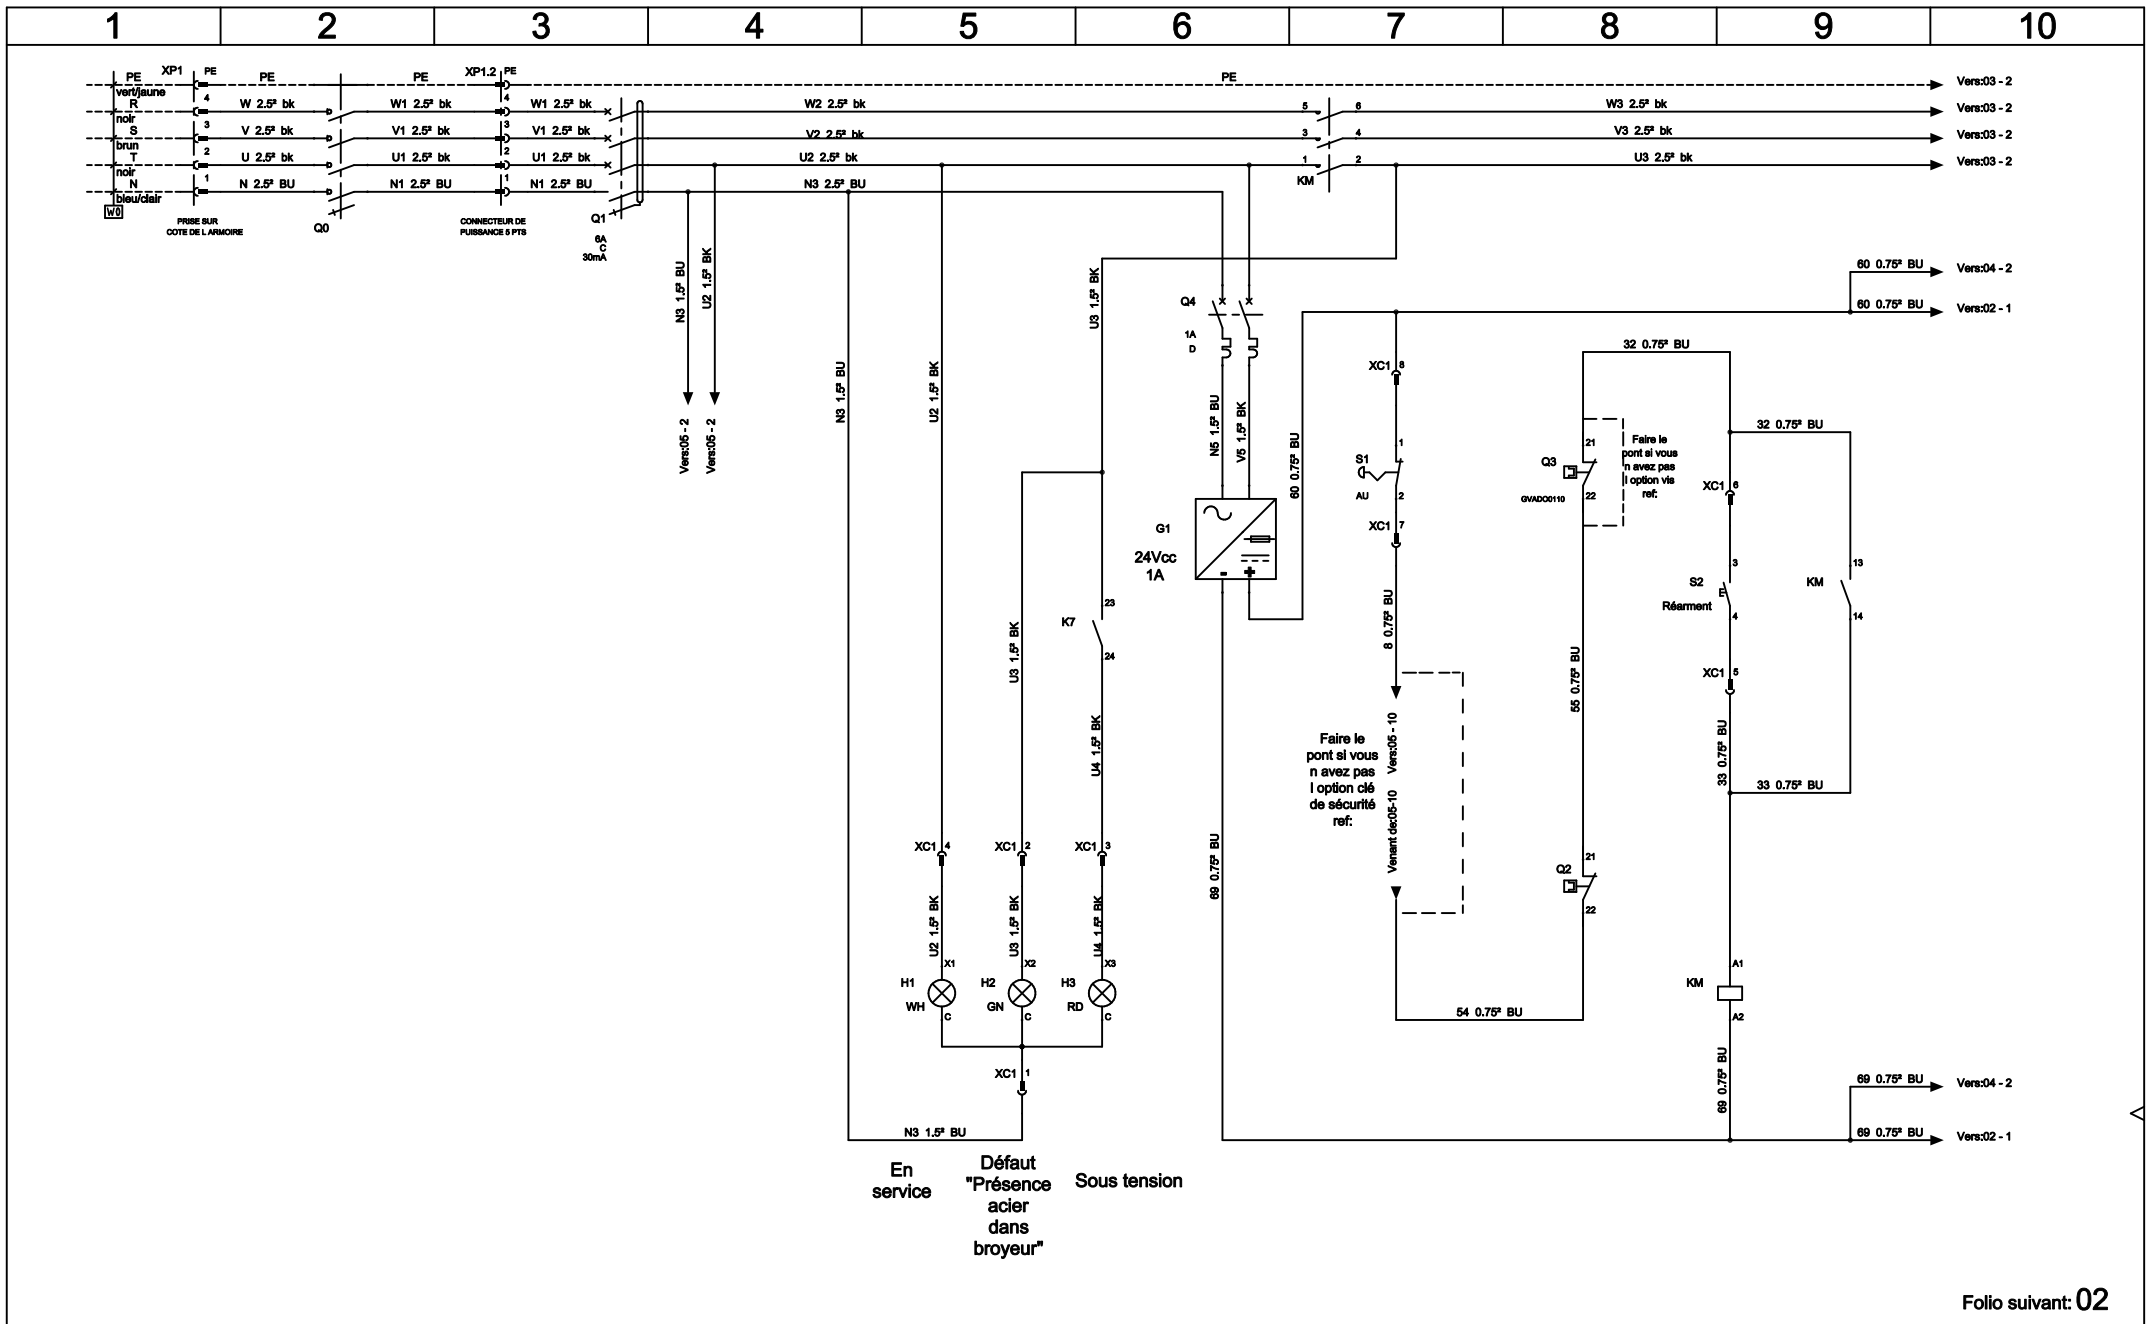 1 2 3 4 5 6 7 8 9 10
XP1 PE XP1.2 PE
PE PE PE PE Vers:03 - 2
vert/jaune
R 4 W 2.5² bk W1 2.5² bk 4 W1 2.5² bk W2 2.5² bk 5 6 W3 2.5² bk Vers:03 - 2
noir
S 3 V 2.5² bk V1 2.5² bk 3 V1 2.5² bk V2 2.5² bk 3 4 V3 2.5² bk Vers:03 - 2
brun
T 2 U 2.5² bk U1 2.5² bk 2 U1 2.5² bk U2 2.5² bk 1 2 U3 2.5² bk Vers:03 - 2
noir
N 1 N 2.5² BU N1 2.5² BU 1 N1 2.5² BU N3 2.5² BU KM
bleu/clair
W0
PRISE SUR
COTE DE L ARMOIRE
Q0
CONNECTEUR DE
PUISSANCE 5 PTS
Q1
6A
C
30mA
N3 1.5² BU
U2 1.5² BK
Vers:05 - 2
Vers:05 - 2
N3 1.5² BU
U2 1.5² BK
U3 1.5² BK
Q4
1A
D
N5 1.5² BU
V5 1.5² BK
60 0.75² BU
G1
24Vcc
1A
-
+
60 0.75² BU Vers:04 - 2
60 0.75² BU Vers:02 - 1
XC1 8
1
S1
AU
2
XC1 7
8 0.75² BU
Vers:05 - 10
Venant de:05-10
Faire le
pont si vous
n avez pas
l option clé
de sécurité
ref:
54 0.75² BU
32 0.75² BU
21
Q3
GVAD00110
22
Faire le
pont si vous
n avez pas
l option vis
ref:
55 0.75² BU
21
Q2
22
32 0.75² BU
XC1 6
3
S2
E
Réarment
4
XC1 5
33 0.75² BU
13
KM
14
33 0.75² BU
A1
KM
A2
69 0.75² BU
U3 1.5² BK
23
K7
24
U4 1.5² BK
XC1 4
XC1 2
XC1 3
U2 1.5² BK
U3 1.5² BK
U4 1.5² BK
69 0.75² BU
X1
H1
WH
C
X2
H2
GN
C
X3
H3
RD
C
XC1 1
N3 1.5² BU
69 0.75² BU Vers:04 - 2
69 0.75² BU Vers:02 - 1
En
service
Défaut
"Présence
acier
dans
broyeur"
Sous tension
Folio suivant: 02